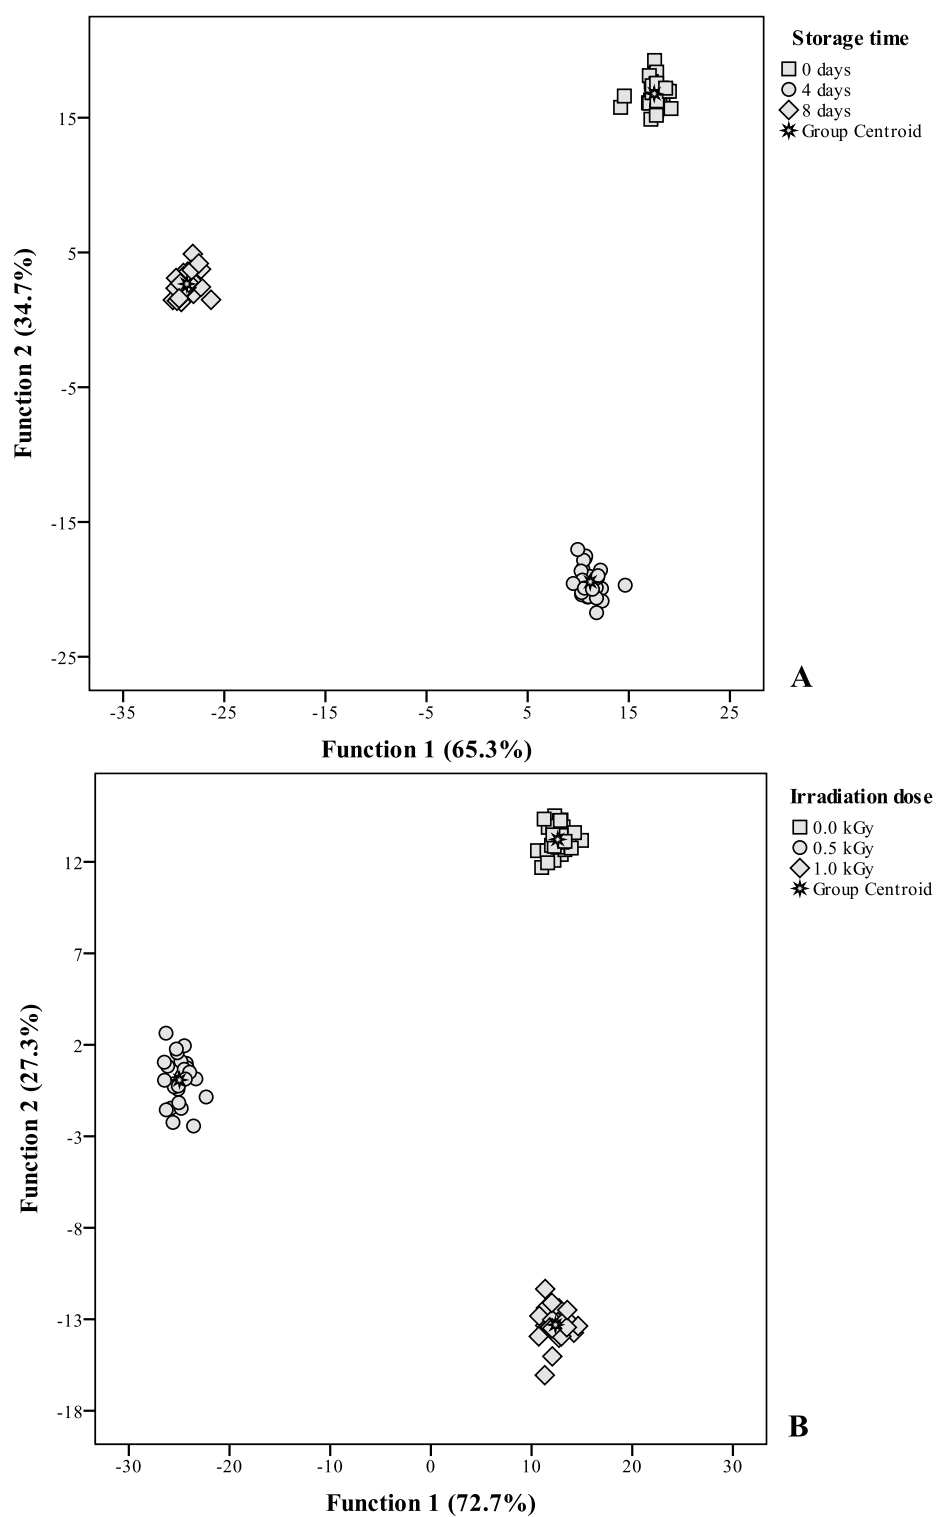 Storage time
0 days
4 days
8 days
Group Centroid
15
5
-5
-15
-25
Function 2 (34.7%)
-35 -25 -15 -5 5 15 25
Function 1 (65.3%)
A
Irradiation dose
0.0 kGy
0.5 kGy
1.0 kGy
Group Centroid
12
7
2
-3
-8
-13
-18
Function 2 (27.3%)
-30 -20 -10 0 10 20 30
Function 1 (72.7%)
B